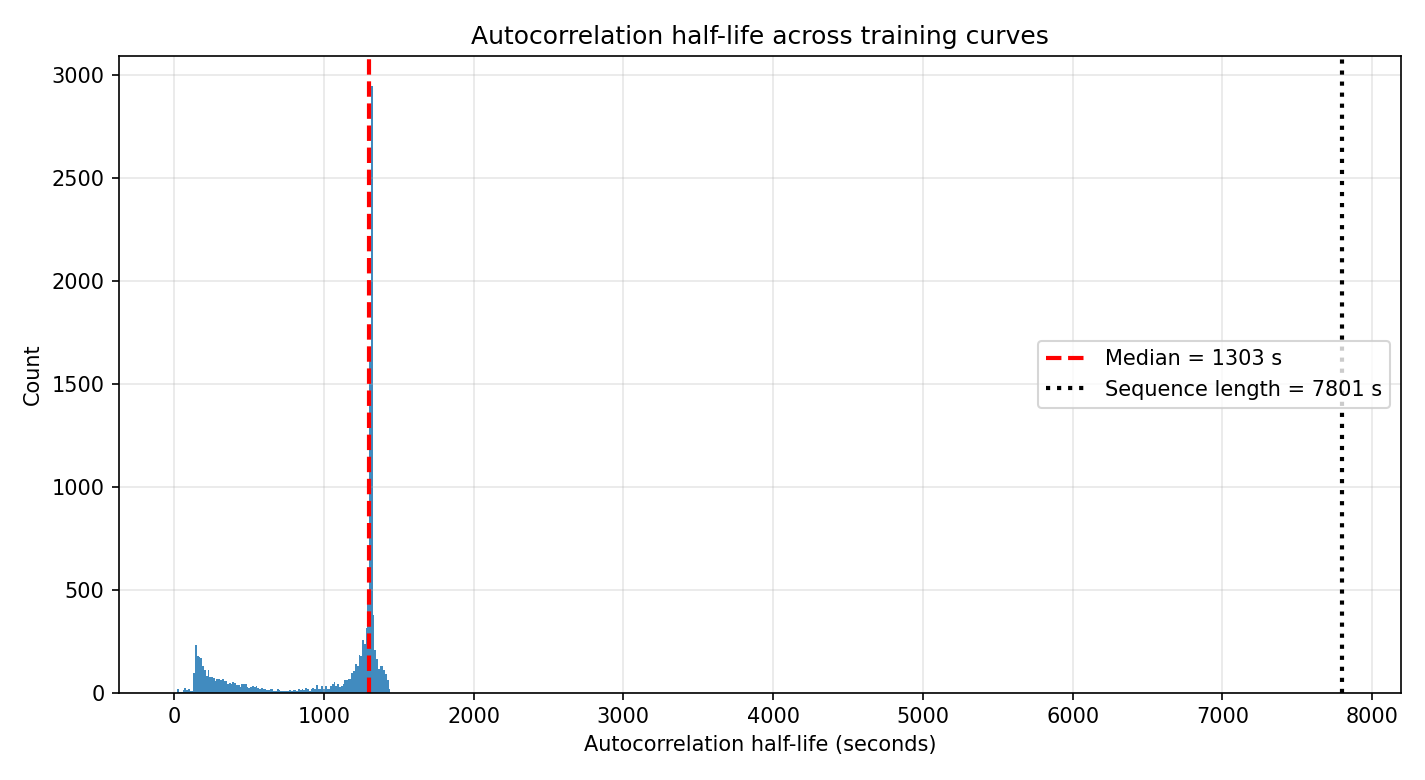 Autocorrelation half-life across training curves
3000
2500
2000
1500
1000
500
0
Count
Median = 1303 s
Sequence length = 7801 s
0 1000 2000 3000 4000 5000 6000 7000 8000
Autocorrelation half-life (seconds)